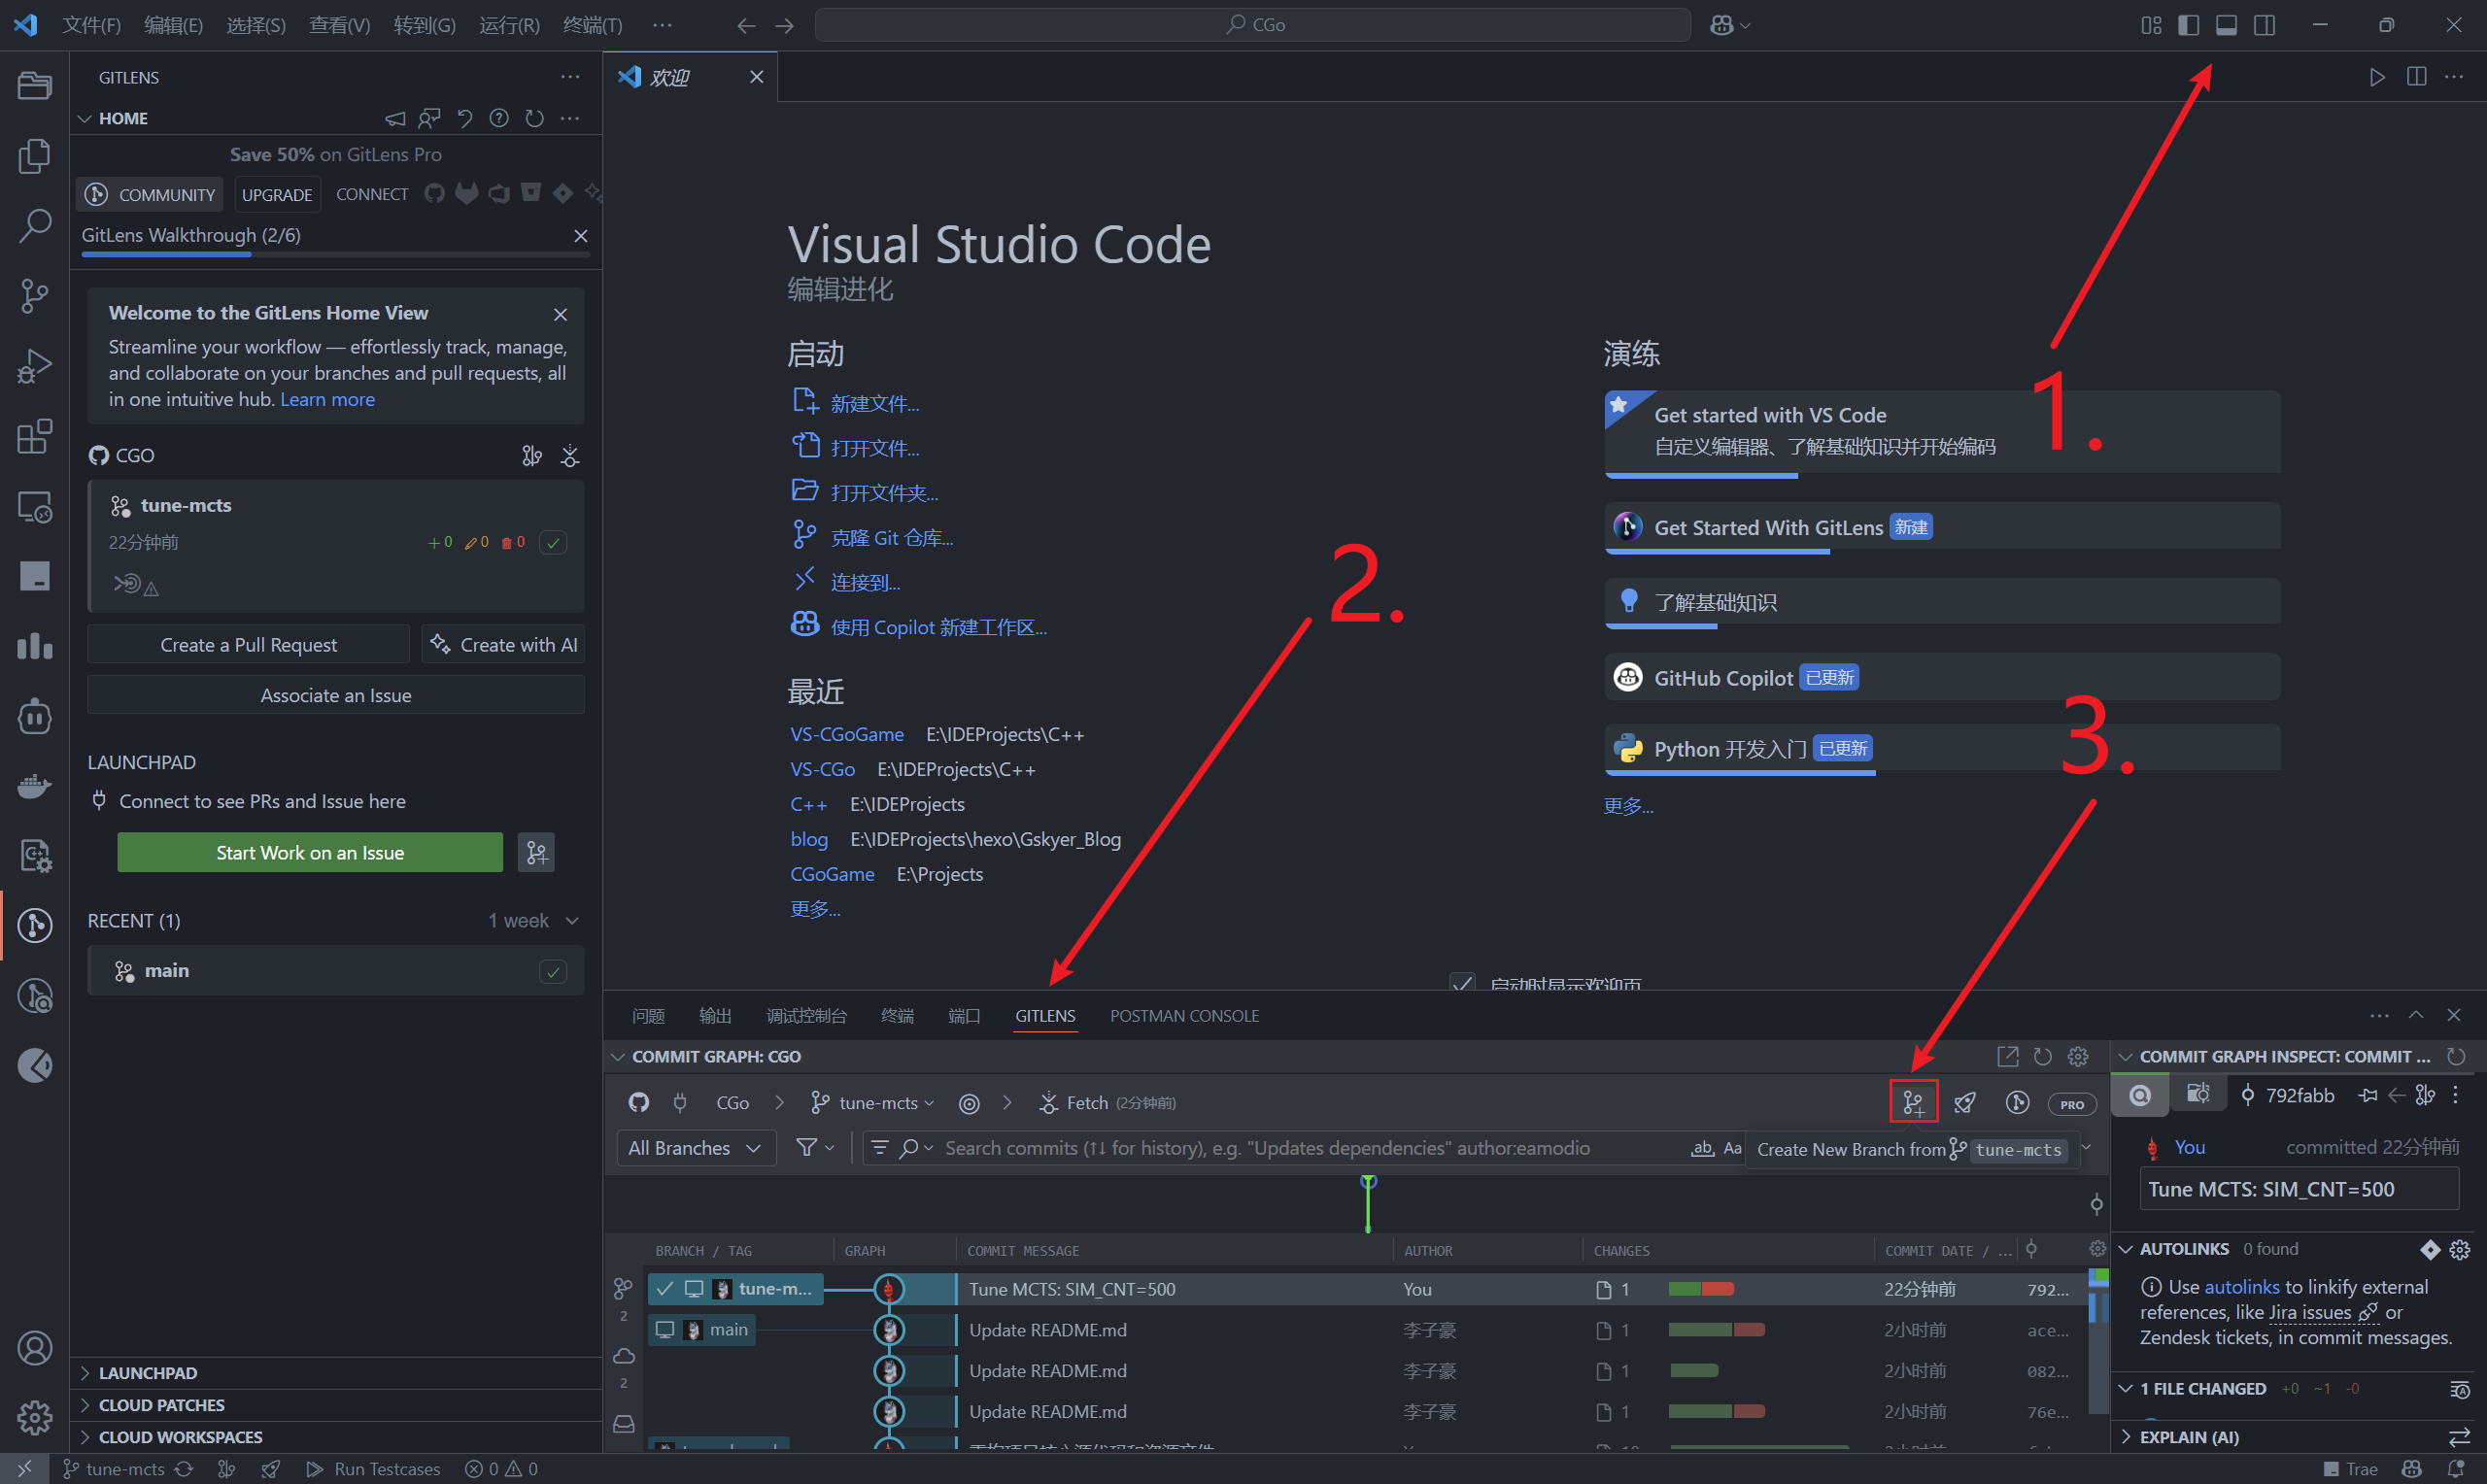 文件(F) 编辑(E) 选择(S) 查看(V) 转到(G) 运行(R) 终端(T) ··· CGo
GITLENS
HOME
Save 50% on GitLens Pro
COMMUNITY UPGRADE CONNECT
GitLens Walkthrough (2/6)
Welcome to the GitLens Home View
Streamline your workflow — effortlessly track, manage,
and collaborate on your branches and pull requests, all
in one intuitive hub. Learn more
CGO
tune-mcts
22分钟前 +0 0 0
Create a Pull Request Create with AI
Associate an Issue
LAUNCHPAD
Connect to see PRs and Issue here
Start Work on an Issue
RECENT (1) 1 week
main
LAUNCHPAD
CLOUD PATCHES
CLOUD WORKSPACES
欢迎
Visual Studio Code
编辑进化
启动
新建文件...
打开文件...
打开文件夹...
克隆 Git 仓库...
连接到...
使用 Copilot 新建工作区...
最近
VS-CGoGame E:\IDEProjects\C++
VS-CGo E:\IDEProjects\C++
C++ E:\IDEProjects
blog E:\IDEProjects\hexo\Gskyer_Blog
CGoGame E:\Projects
更多...
演练
Get started with VS Code
自定义编辑器、了解基础知识并开始编码
Get Started With GitLens 新建
了解基础知识
GitHub Copilot 已更新
Python 开发入门 已更新
更多...
启动时显示欢迎页
1.
2.
3.
问题 输出 调试控制台 终端 端口 GITLENS POSTMAN CONSOLE
COMMIT GRAPH: CGO
CGo tune-mcts Fetch (2分钟前) PRO
All Branches Search commits (↑↓ for history), e.g. "Updates dependencies" author:eamodio ab Aa
Create New Branch from tune-mcts
BRANCH / TAG GRAPH COMMIT MESSAGE AUTHOR CHANGES COMMIT DATE / ...
tune-m... Tune MCTS: SIM_CNT=500 You 1 22分钟前 792...
main Update README.md 李子豪 1 2小时前 ace...
Update README.md 李子豪 1 2小时前 082...
Update README.md 李子豪 1 2小时前 76e...
2
2
COMMIT GRAPH INSPECT: COMMIT ...
792fabb
You committed 22分钟前
Tune MCTS: SIM_CNT=500
AUTOLINKS 0 found
Use autolinks to linkify external
references, like Jira issues or
Zendesk tickets, in commit messages.
1 FILE CHANGED +0 ~1 -0
EXPLAIN (AI)
tune-mcts Run Testcases 0 0 Trae